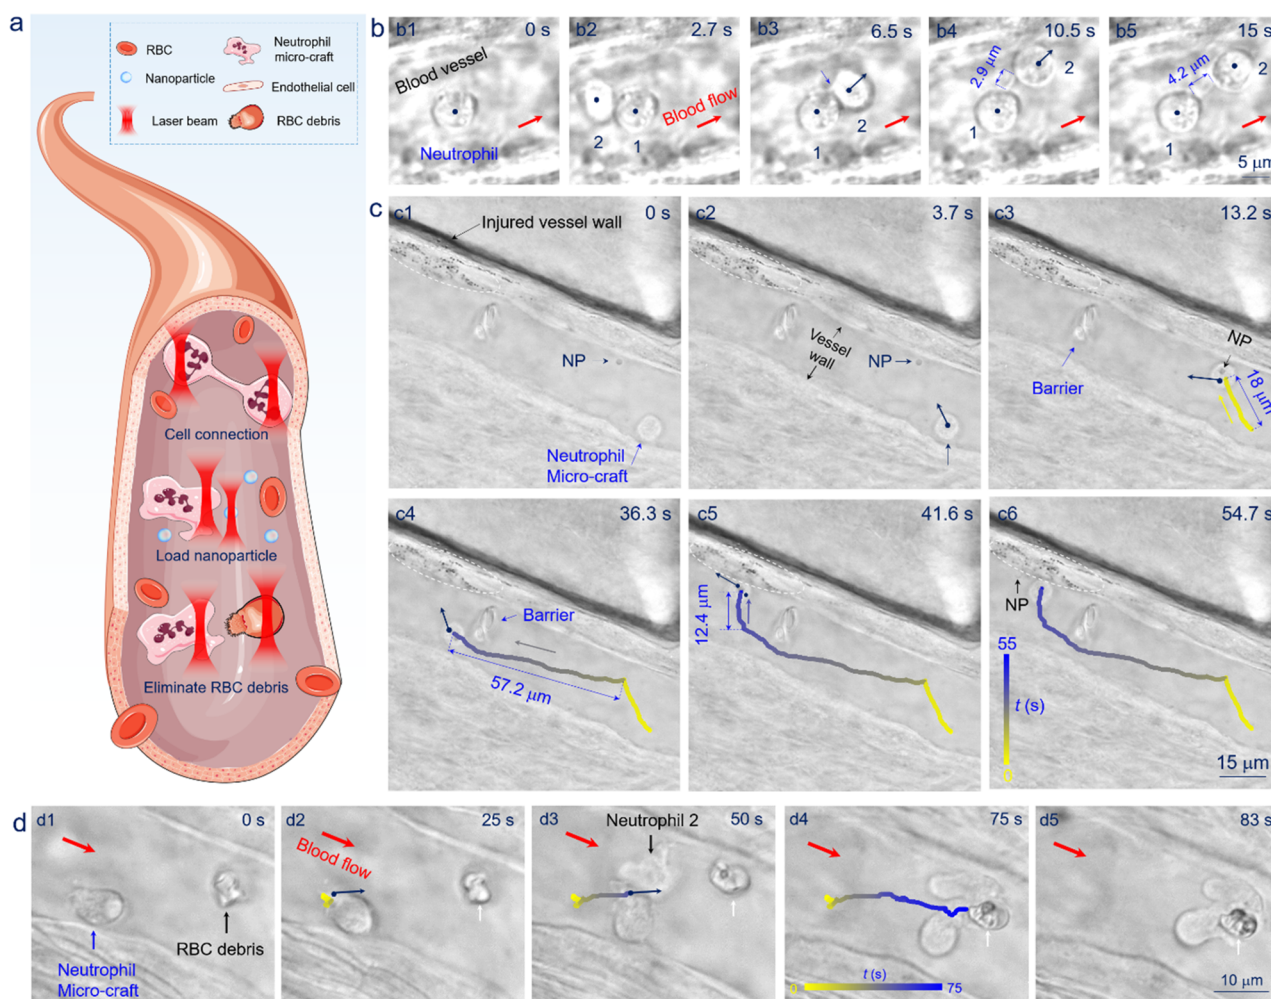 a
RBC
Neutrophil
micro-craft
Nanoparticle
Endothelial cell
Laser beam
RBC debris
Cell connection
Load nanoparticle
Eliminate RBC debris
b
b1
0 s
Blood vessel
Neutrophil
b2
2.7 s
Blood flow
2
1
b3
6.5 s
2
1
b4
10.5 s
2.9 μm
2
1
b5
15 s
4.2 μm
2
1
5 μm
c
c1
0 s
Injured vessel wall
NP
Neutrophil
Micro-craft
c2
3.7 s
Vessel
wall
NP
c3
13.2 s
NP
Barrier
18 μm
c4
36.3 s
Barrier
57.2 μm
c5
41.6 s
12.4 μm
c6
54.7 s
NP
55
t (s)
0
15 μm
d
d1
0 s
RBC debris
Neutrophil
Micro-craft
d2
25 s
Blood flow
d3
50 s
Neutrophil 2
d4
75 s
t (s)
0
75
d5
83 s
10 μm